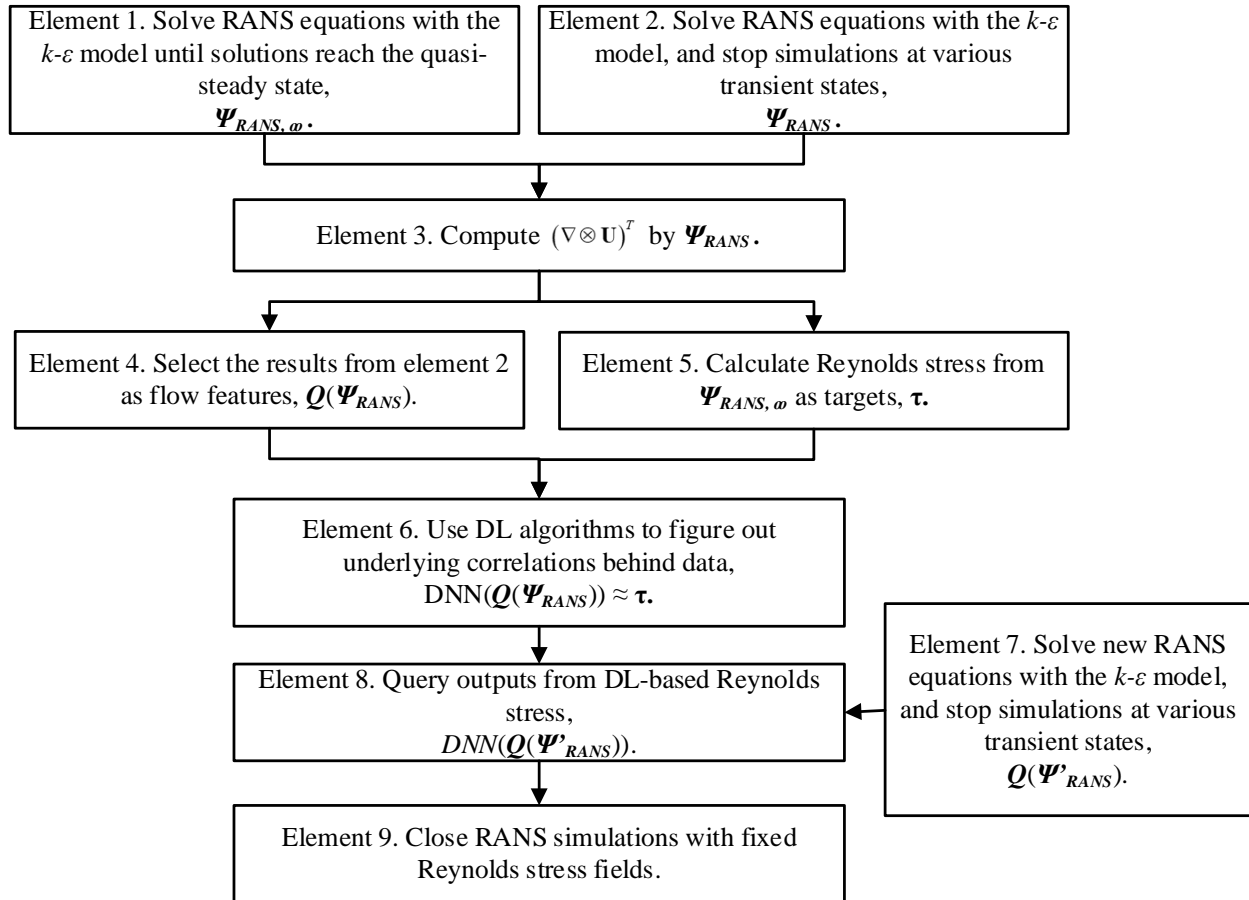 Element 1. Solve RANS equations with the
k-ε model until solutions reach the quasi-
steady state,
Ψ_RANS, ∞.
Element 2. Solve RANS equations with the k-ε
model, and stop simulations at various
transient states,
Ψ_RANS.
Element 3. Compute (∇⊗U)^T by Ψ_RANS.
Element 4. Select the results from element 2
as flow features, Q(Ψ_RANS).
Element 5. Calculate Reynolds stress from
Ψ_RANS, ∞ as targets, τ.
Element 6. Use DL algorithms to figure out
underlying correlations behind data,
DNN(Q(Ψ_RANS)) ≈ τ.
Element 7. Solve new RANS
equations with the k-ε model,
and stop simulations at various
transient states,
Q(Ψ'_RANS).
Element 8. Query outputs from DL-based Reynolds
stress,
DNN(Q(Ψ'_RANS)).
Element 9. Close RANS simulations with fixed
Reynolds stress fields.